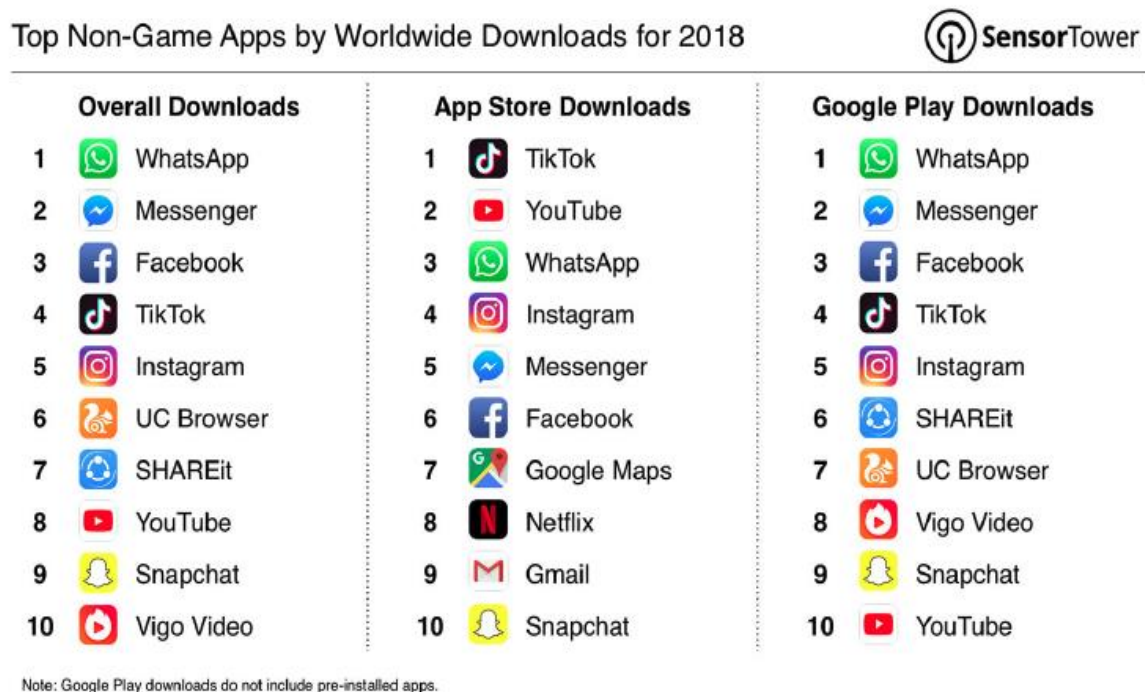 Top Non-Game Apps by Worldwide Downloads for 2018
SensorTower
Overall Downloads
1 WhatsApp
2 Messenger
3 Facebook
4 TikTok
5 Instagram
6 UC Browser
7 SHAREit
8 YouTube
9 Snapchat
10 Vigo Video
App Store Downloads
1 TikTok
2 YouTube
3 WhatsApp
4 Instagram
5 Messenger
6 Facebook
7 Google Maps
8 Netflix
9 Gmail
10 Snapchat
Google Play Downloads
1 WhatsApp
2 Messenger
3 Facebook
4 TikTok
5 Instagram
6 SHAREit
7 UC Browser
8 Vigo Video
9 Snapchat
10 YouTube
Note: Google Play downloads do not include pre-installed apps.